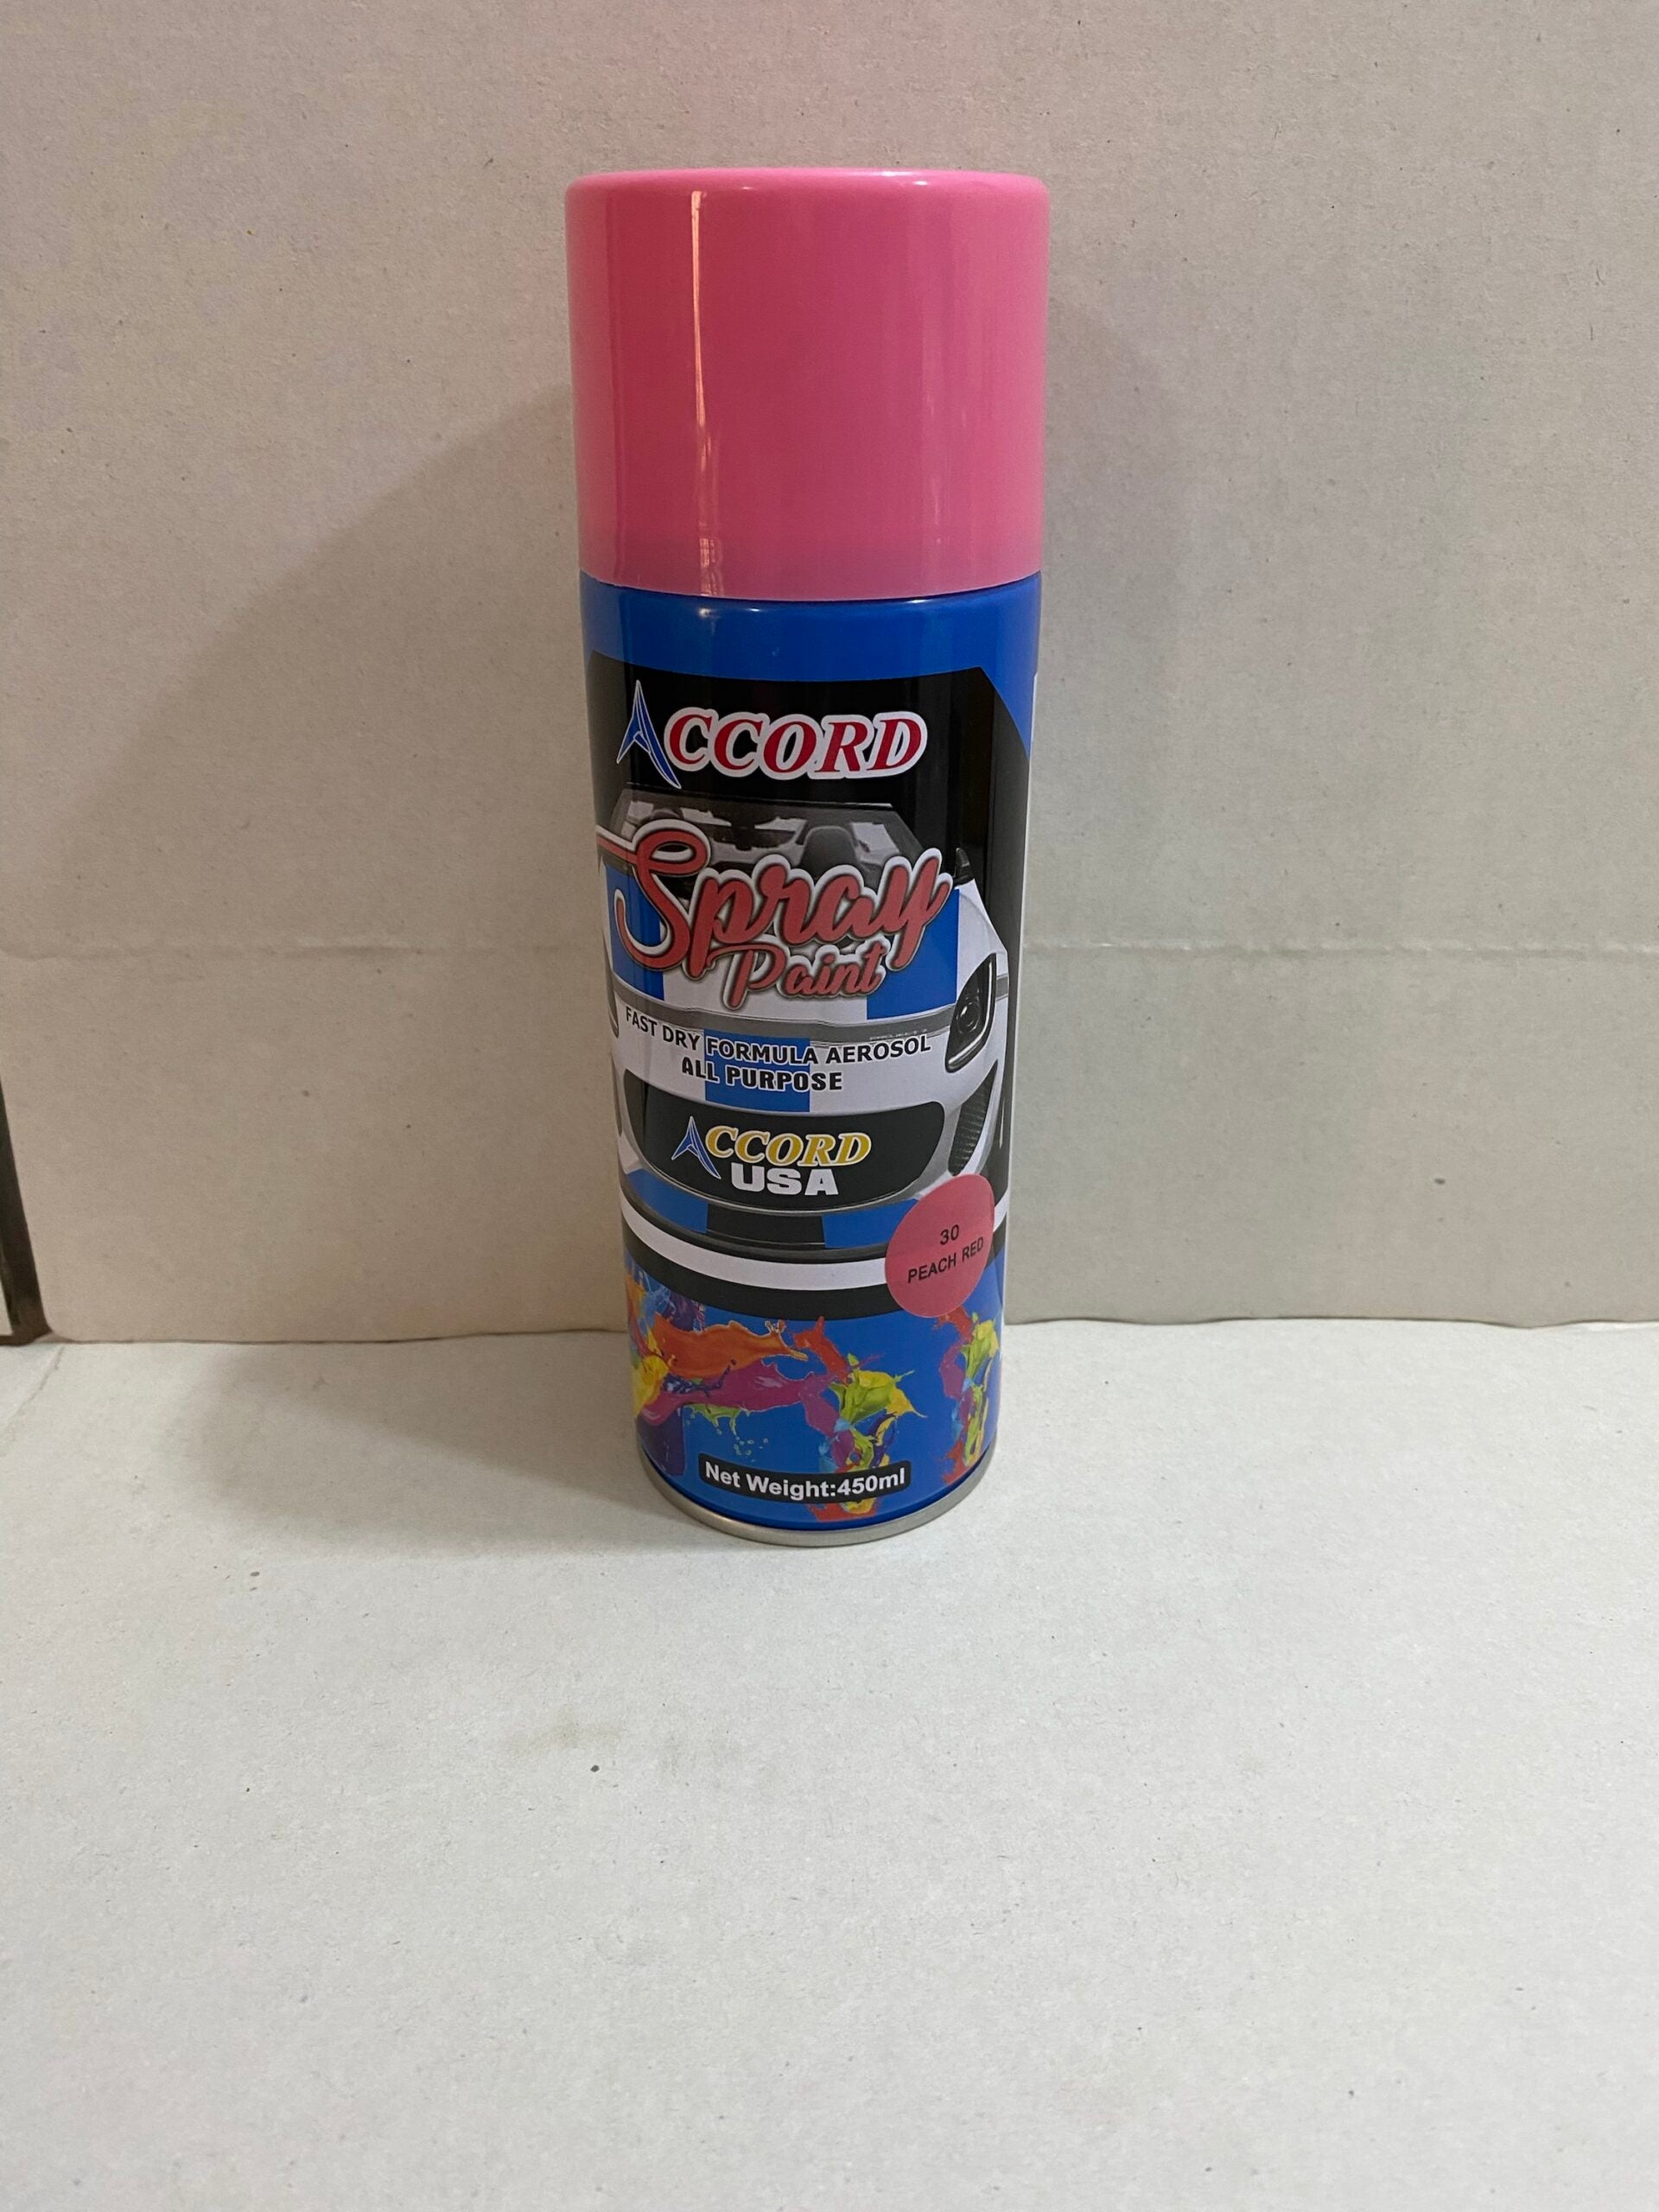 ACCORD
Spray
Paint
FAST DRY FORMULA AEROSOL
ALL PURPOSE
ACCORD
USA
30
PEACH RED
Net Weight:450ml